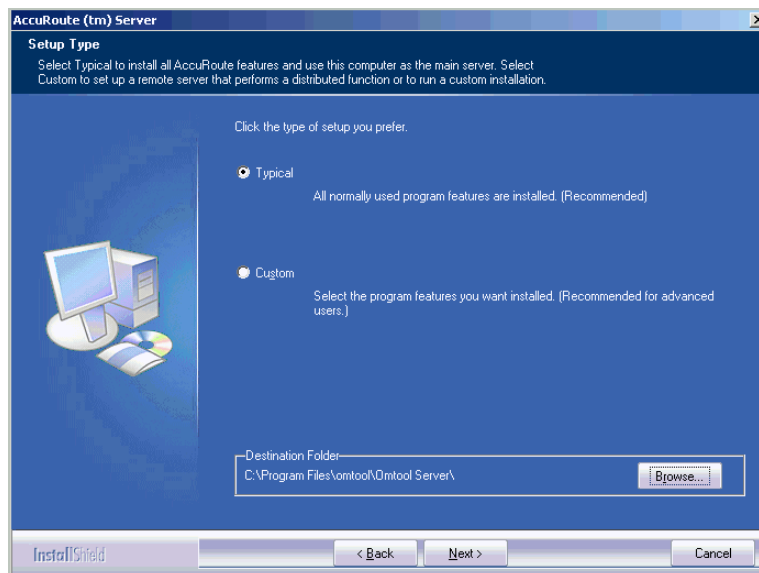 AccuRoute (tm) Server
Setup Type
Select Typical to install all AccuRoute features and use this computer as the main server. Select
Custom to set up a remote server that performs a distributed function or to run a custom installation.
Click the type of setup you prefer.
Typical
All normally used program features are installed. (Recommended)
Custom
Select the program features you want installed. (Recommended for advanced
users.)
Destination Folder
C:\Program Files\omtool\Omtool Server\
Browse...
InstallShield
< Back
Next >
Cancel